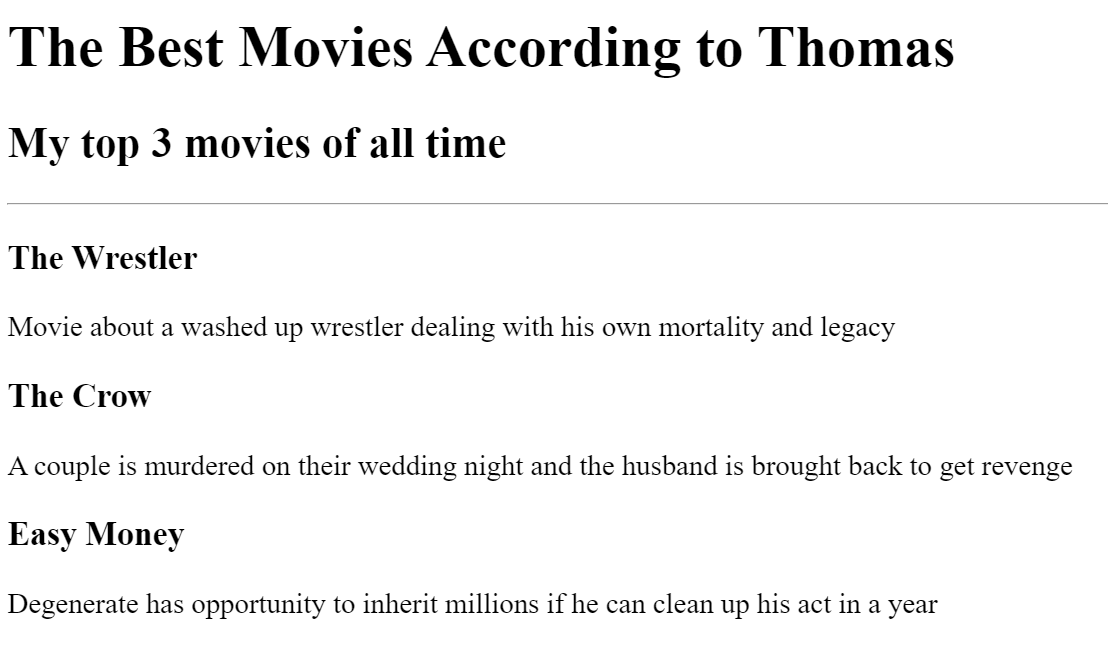 The Best Movies According to Thomas
My top 3 movies of all time
The Wrestler
Movie about a washed up wrestler dealing with his own mortality and legacy
The Crow
A couple is murdered on their wedding night and the husband is brought back to get revenge
Easy Money
Degenerate has opportunity to inherit millions if he can clean up his act in a year